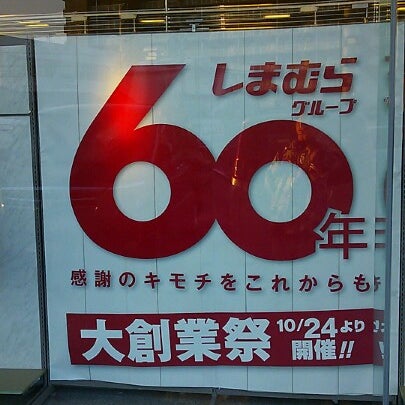 しまむら
グループ
60年
感謝のキモチをこれからも
大創業祭 10/24より
開催!!